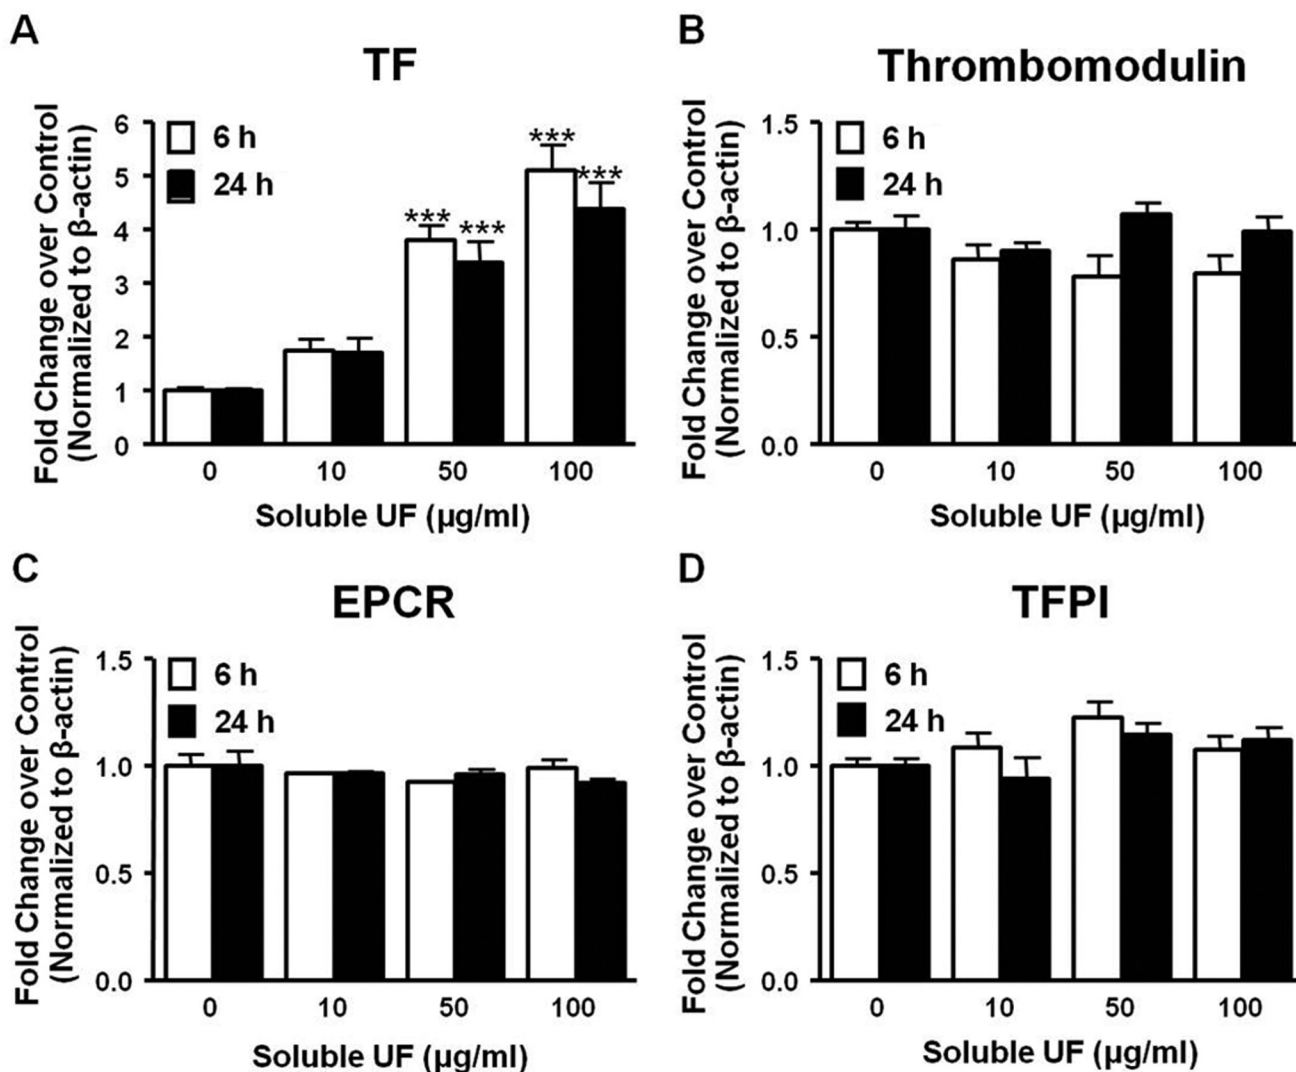 A
TF
Fold Change over Control
(Normalized to β-actin)
6
5
4
3
2
1
0
6 h
24 h
***
***
***
***
0 10 50 100
Soluble UF (µg/ml)
B
Thrombomodulin
Fold Change over Control
(Normalized to β-actin)
1.5
1.0
0.5
0.0
6 h
24 h
0 10 50 100
Soluble UF (µg/ml)
C
EPCR
Fold Change over Control
(Normalized to β-actin)
1.5
1.0
0.5
0.0
6 h
24 h
0 10 50 100
Soluble UF (µg/ml)
D
TFPI
Fold Change over Control
(Normalized to β-actin)
1.5
1.0
0.5
0.0
6 h
24 h
0 10 50 100
Soluble UF (µg/ml)